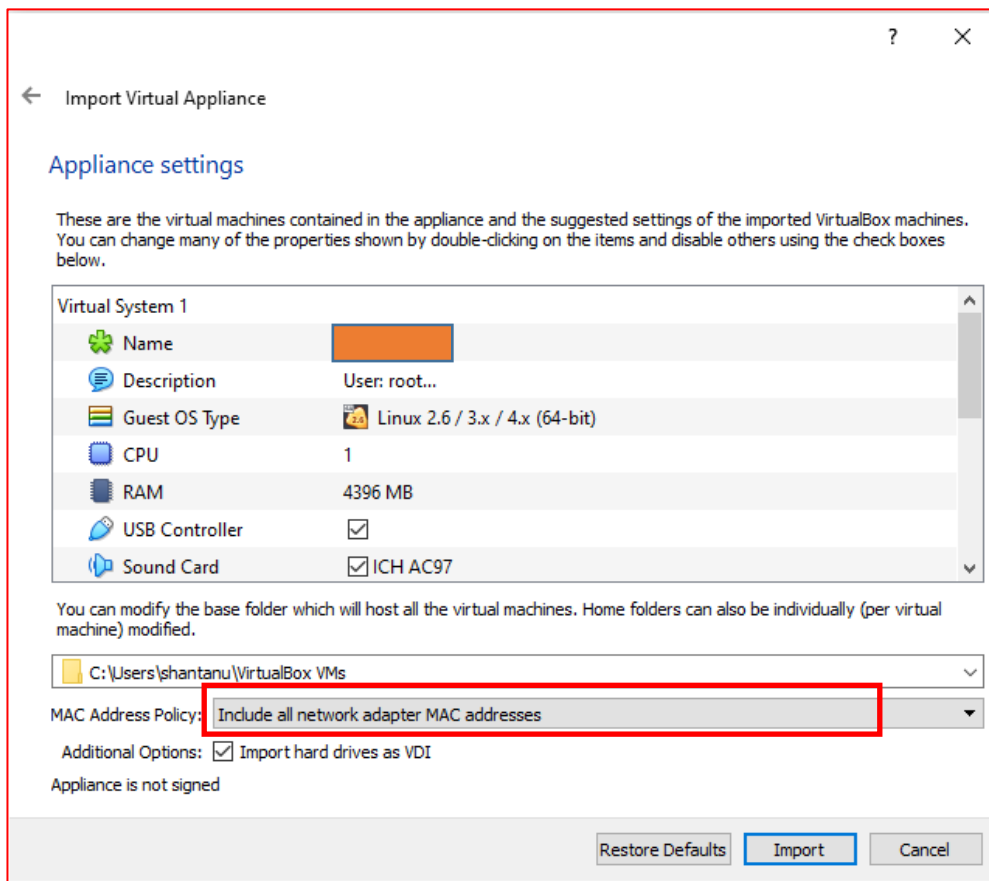 ?
Import Virtual Appliance
Appliance settings
These are the virtual machines contained in the appliance and the suggested settings of the imported VirtualBox machines.
You can change many of the properties shown by double-clicking on the items and disable others using the check boxes
below.
Virtual System 1
Name
Description User: root...
Guest OS Type Linux 2.6 / 3.x / 4.x (64-bit)
CPU 1
RAM 4396 MB
USB Controller
Sound Card ICH AC97
You can modify the base folder which will host all the virtual machines. Home folders can also be individually (per virtual
machine) modified.
C:\Users\shantanu\VirtualBox VMs
MAC Address Policy: Include all network adapter MAC addresses
Additional Options: Import hard drives as VDI
Appliance is not signed
Restore Defaults Import Cancel